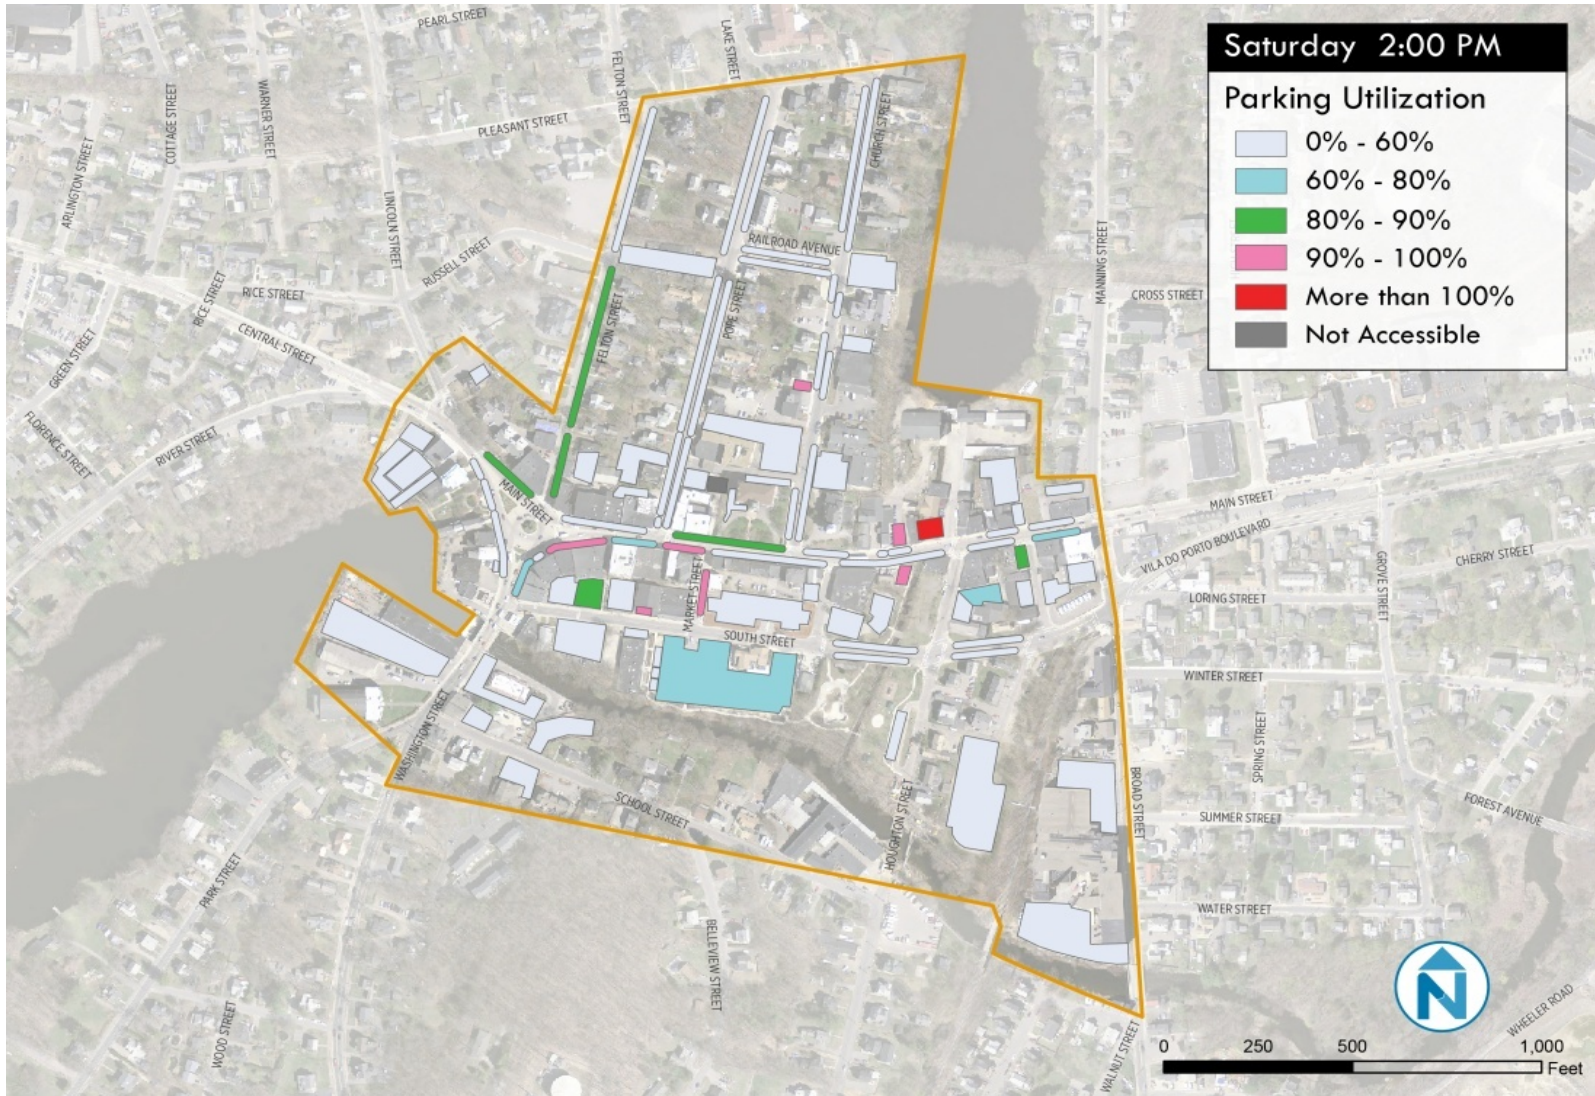 Saturday 2:00 PM
Parking Utilization
0% - 60%
60% - 80%
80% - 90%
90% - 100%
More than 100%
Not Accessible
PEARL STREET
FELTON STREET
LAKE STREET
COTTAGE STREET
WARNER STREET
PLEASANT STREET
ARLINGTON STREET
LINCOLN STREET
CHURCH STREET
RUSSELL STREET
RAILROAD AVENUE
MANNING STREET
RICE STREET
RICE STREET
CROSS STREET
CENTRAL STREET
FELTON STREET
POPE STREET
GREEN STREET
FLORENCE STREET
RIVER STREET
MAIN STREET
MAIN STREET
VILA DO PORTO BOULEVARD
CHERRY STREET
GROVE STREET
MARKET STREET
LORING STREET
SOUTH STREET
WINTER STREET
WASHINGTON STREET
SPRING STREET
BROAD STREET
SCHOOL STREET
HOUGHTON STREET
SUMMER STREET
FOREST AVENUE
PARK STREET
WATER STREET
BELLEVIEW STREET
WOOD STREET
WALNUT STREET
WHEELER ROAD
N
0 250 500 1,000
Feet